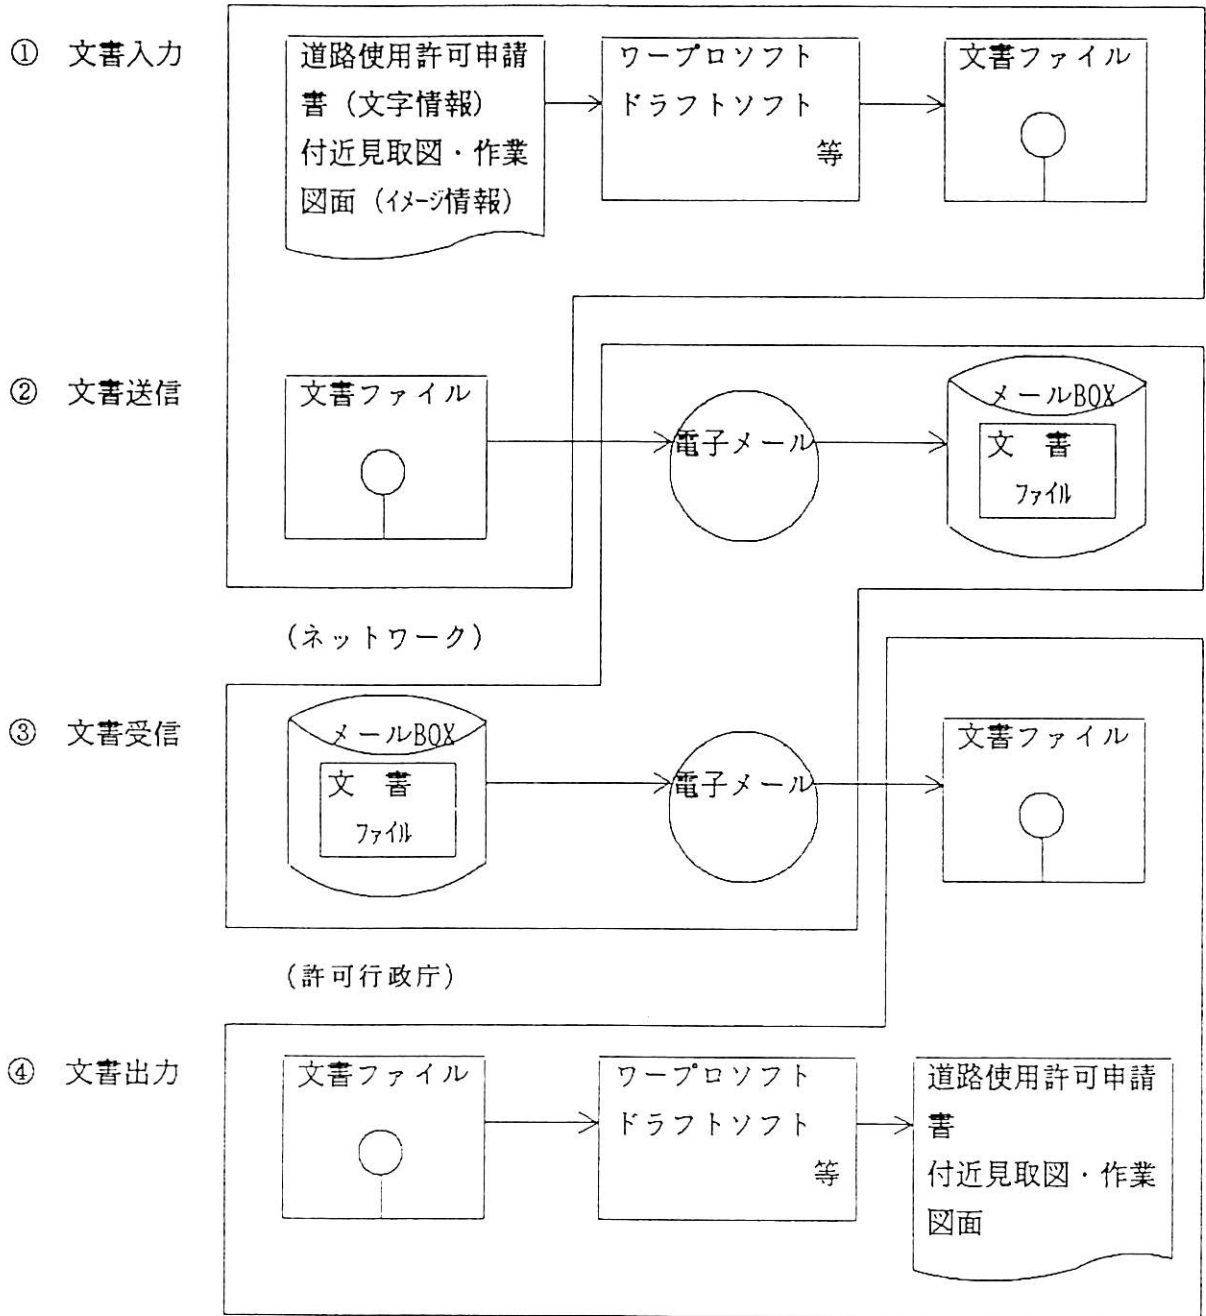 ① 文書入力
道路使用許可申請
書（文字情報）
付近見取図・作業
図面（イメージ情報）
ワープロソフト
ドラフトソフト
等
文書ファイル
② 文書送信
文書ファイル
電子メール
メールBOX
文 書
ファイル
（ネットワーク）
③ 文書受信
メールBOX
文 書
ファイル
電子メール
文書ファイル
（許可行政庁）
④ 文書出力
文書ファイル
ワープロソフト
ドラフトソフト
等
道路使用許可申請
書
付近見取図・作業
図面